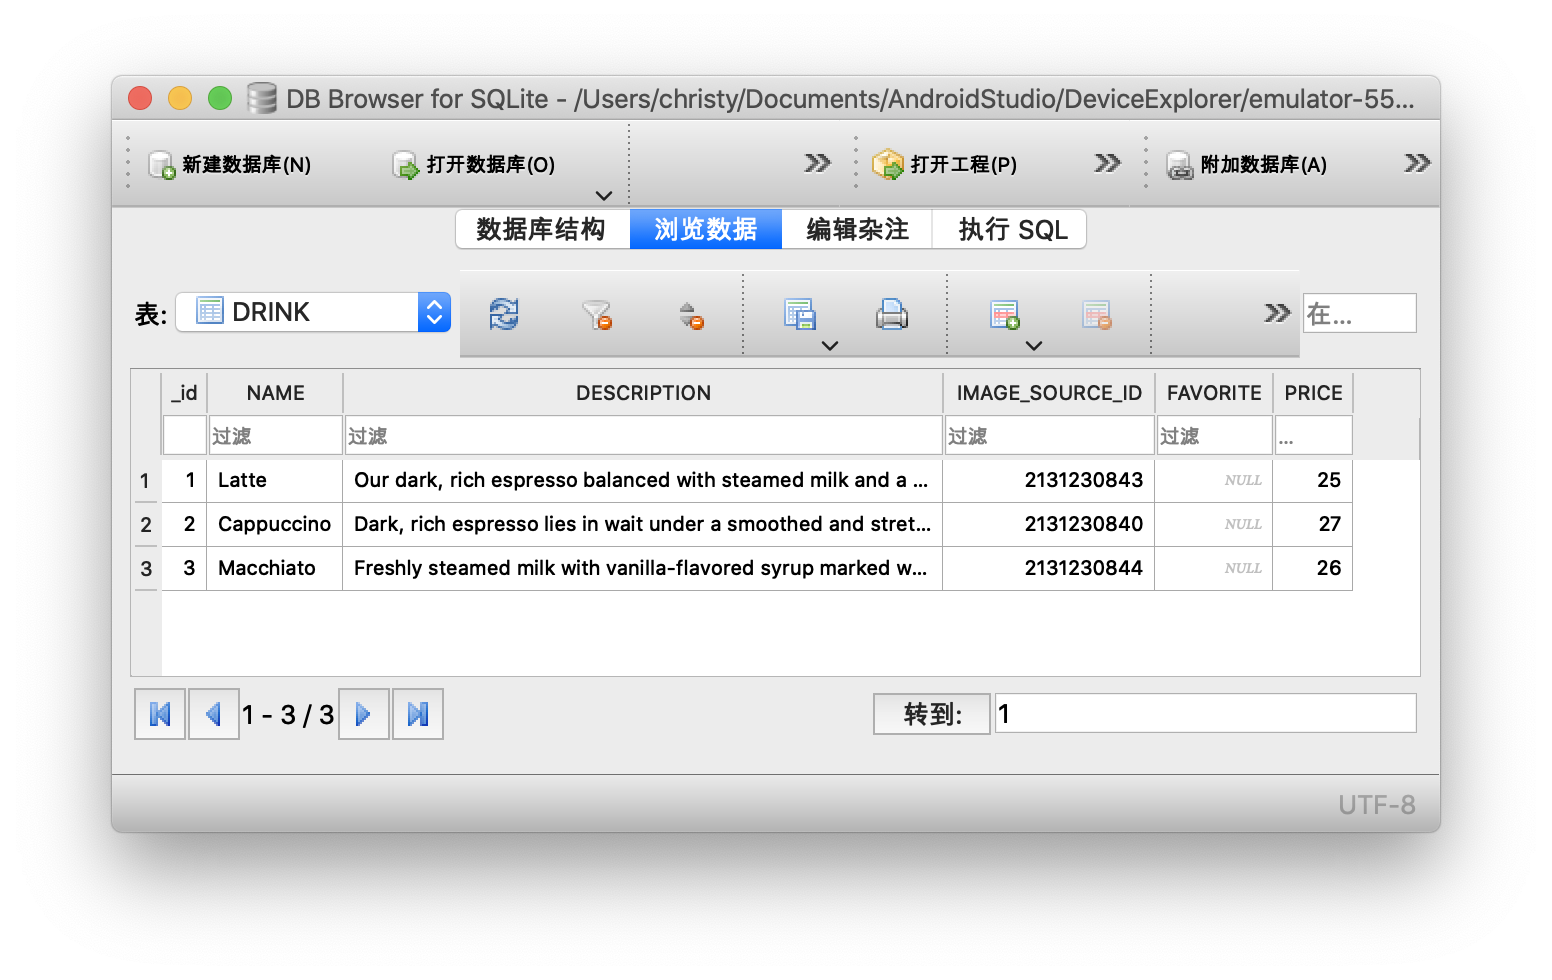 DB Browser for SQLite - /Users/christy/Documents/AndroidStudio/DeviceExplorer/emulator-55...
新建数据库(N) 打开数据库(O) 打开工程(P) 附加数据库(A)
数据库结构 浏览数据 编辑杂注 执行 SQL
表: DRINK 在...
_id NAME DESCRIPTION IMAGE_SOURCE_ID FAVORITE PRICE
过滤 过滤 过滤 过滤 ...
1 1 Latte Our dark, rich espresso balanced with steamed milk and a ... 2131230843 NULL 25
2 2 Cappuccino Dark, rich espresso lies in wait under a smoothed and stret... 2131230840 NULL 27
3 3 Macchiato Freshly steamed milk with vanilla-flavored syrup marked w... 2131230844 NULL 26
1 - 3 / 3 转到: 1
UTF-8